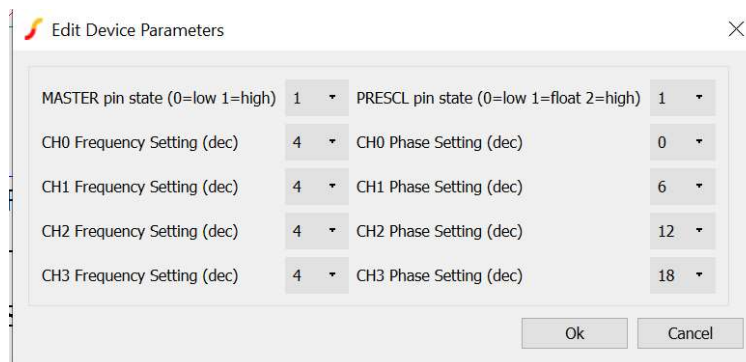 Edit Device Parameters
MASTER pin state (0=low 1=high) 1 PRESCL pin state (0=low 1=float 2=high) 1
CH0 Frequency Setting (dec) 4 CH0 Phase Setting (dec) 0
CH1 Frequency Setting (dec) 4 CH1 Phase Setting (dec) 6
CH2 Frequency Setting (dec) 4 CH2 Phase Setting (dec) 12
CH3 Frequency Setting (dec) 4 CH3 Phase Setting (dec) 18
Ok Cancel